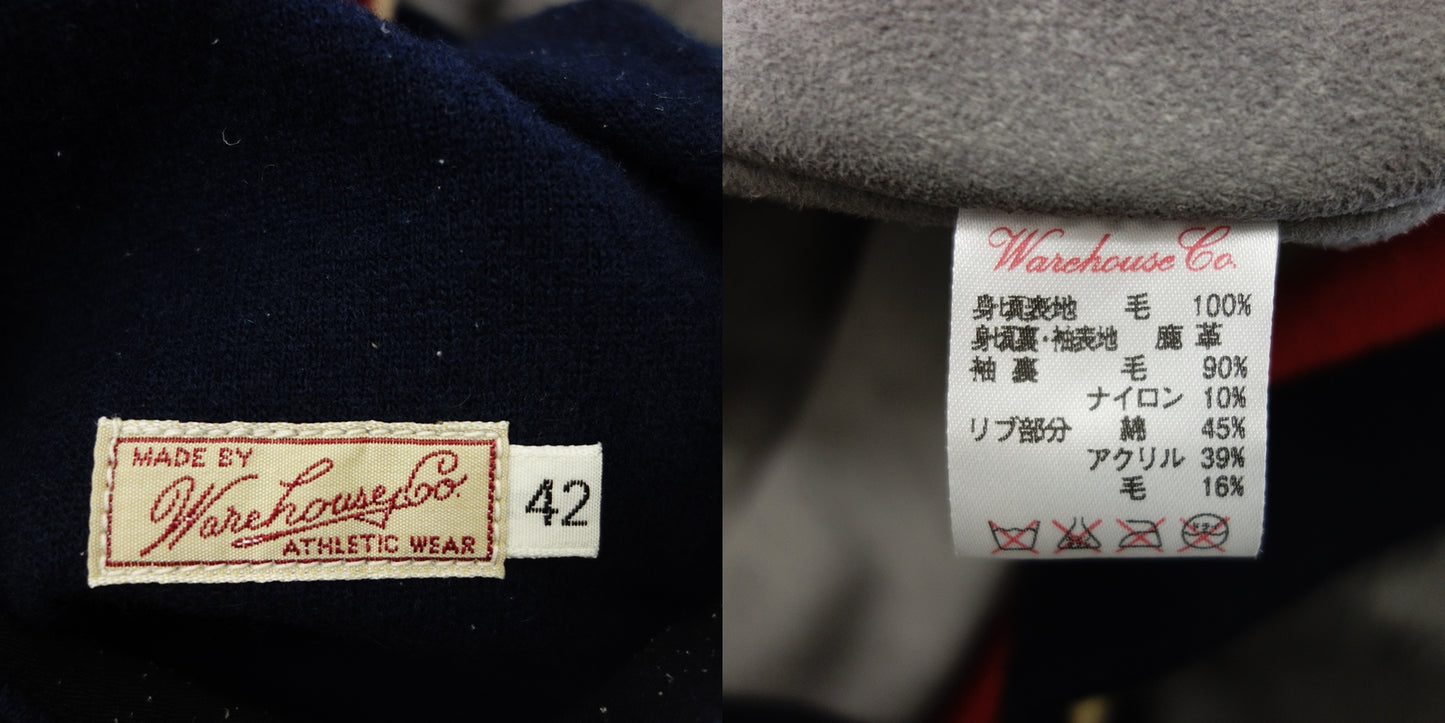 MADE BY
Warehouse Co.
ATHLETIC WEAR
42
Warehouse Co.
身頃表地 毛 100%
身頃裏・袖表地 鹿革
袖裏 毛 90%
ナイロン 10%
リブ部分 綿 45%
アクリル 39%
毛 16%